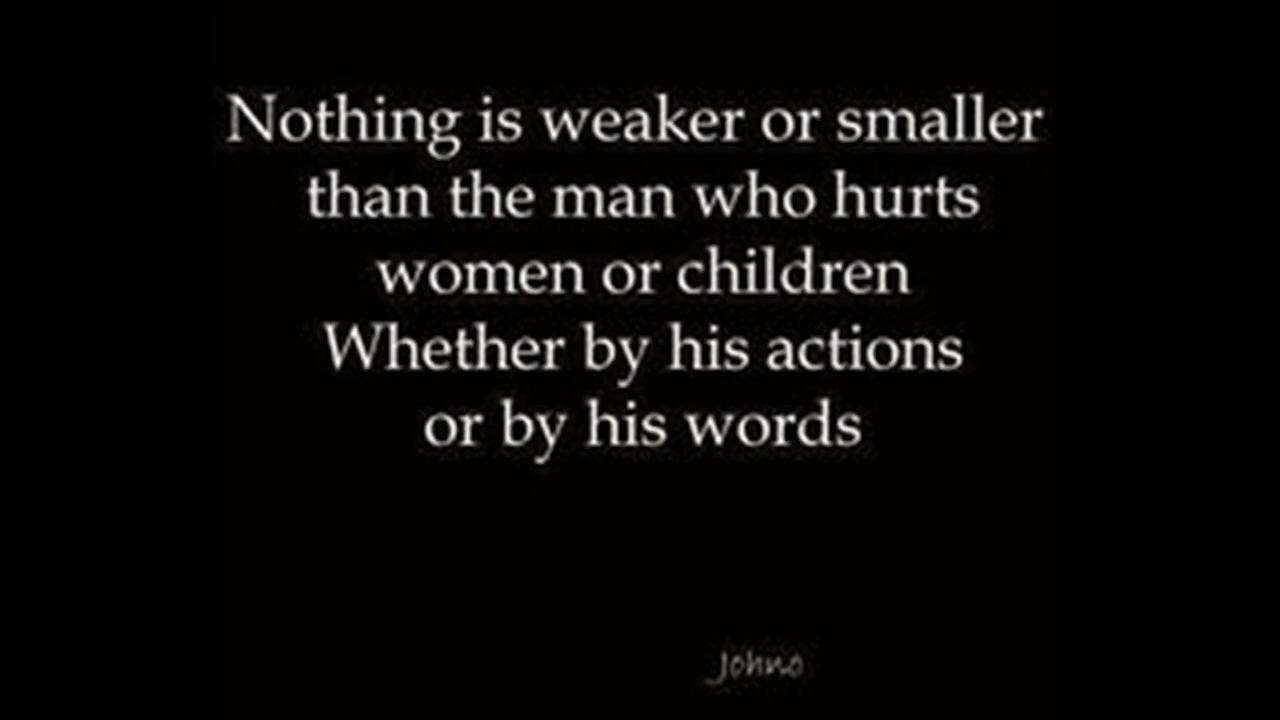 Nothing is weaker or smaller
than the man who hurts
women or children
Whether by his actions
or by his words
Johno